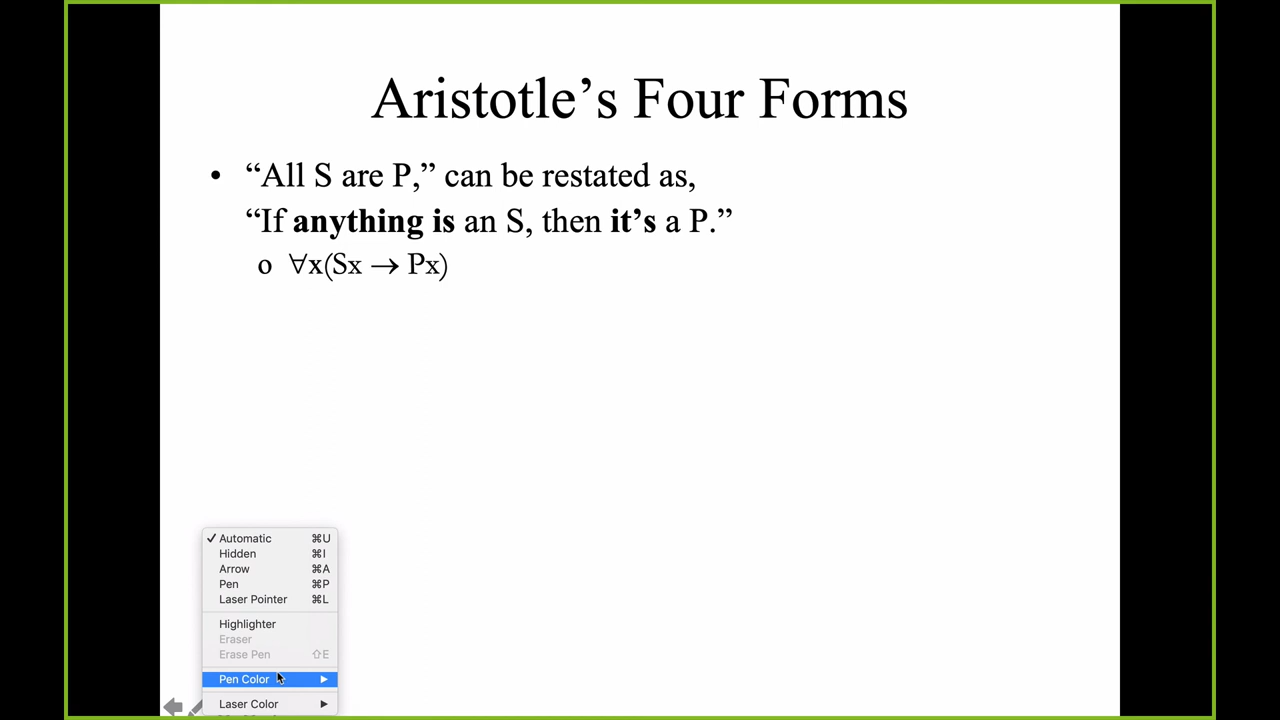 Aristotle’s Four Forms
• “All S are P,” can be restated as,
“If anything is an S, then it’s a P.”
o ∀x(Sx → Px)
✓ Automatic ⌘U
Hidden ⌘I
Arrow ⌘A
Pen ⌘P
Laser Pointer ⌘L
Highlighter
Eraser
Erase Pen ⇧E
Pen Color ▶
Laser Color ▶